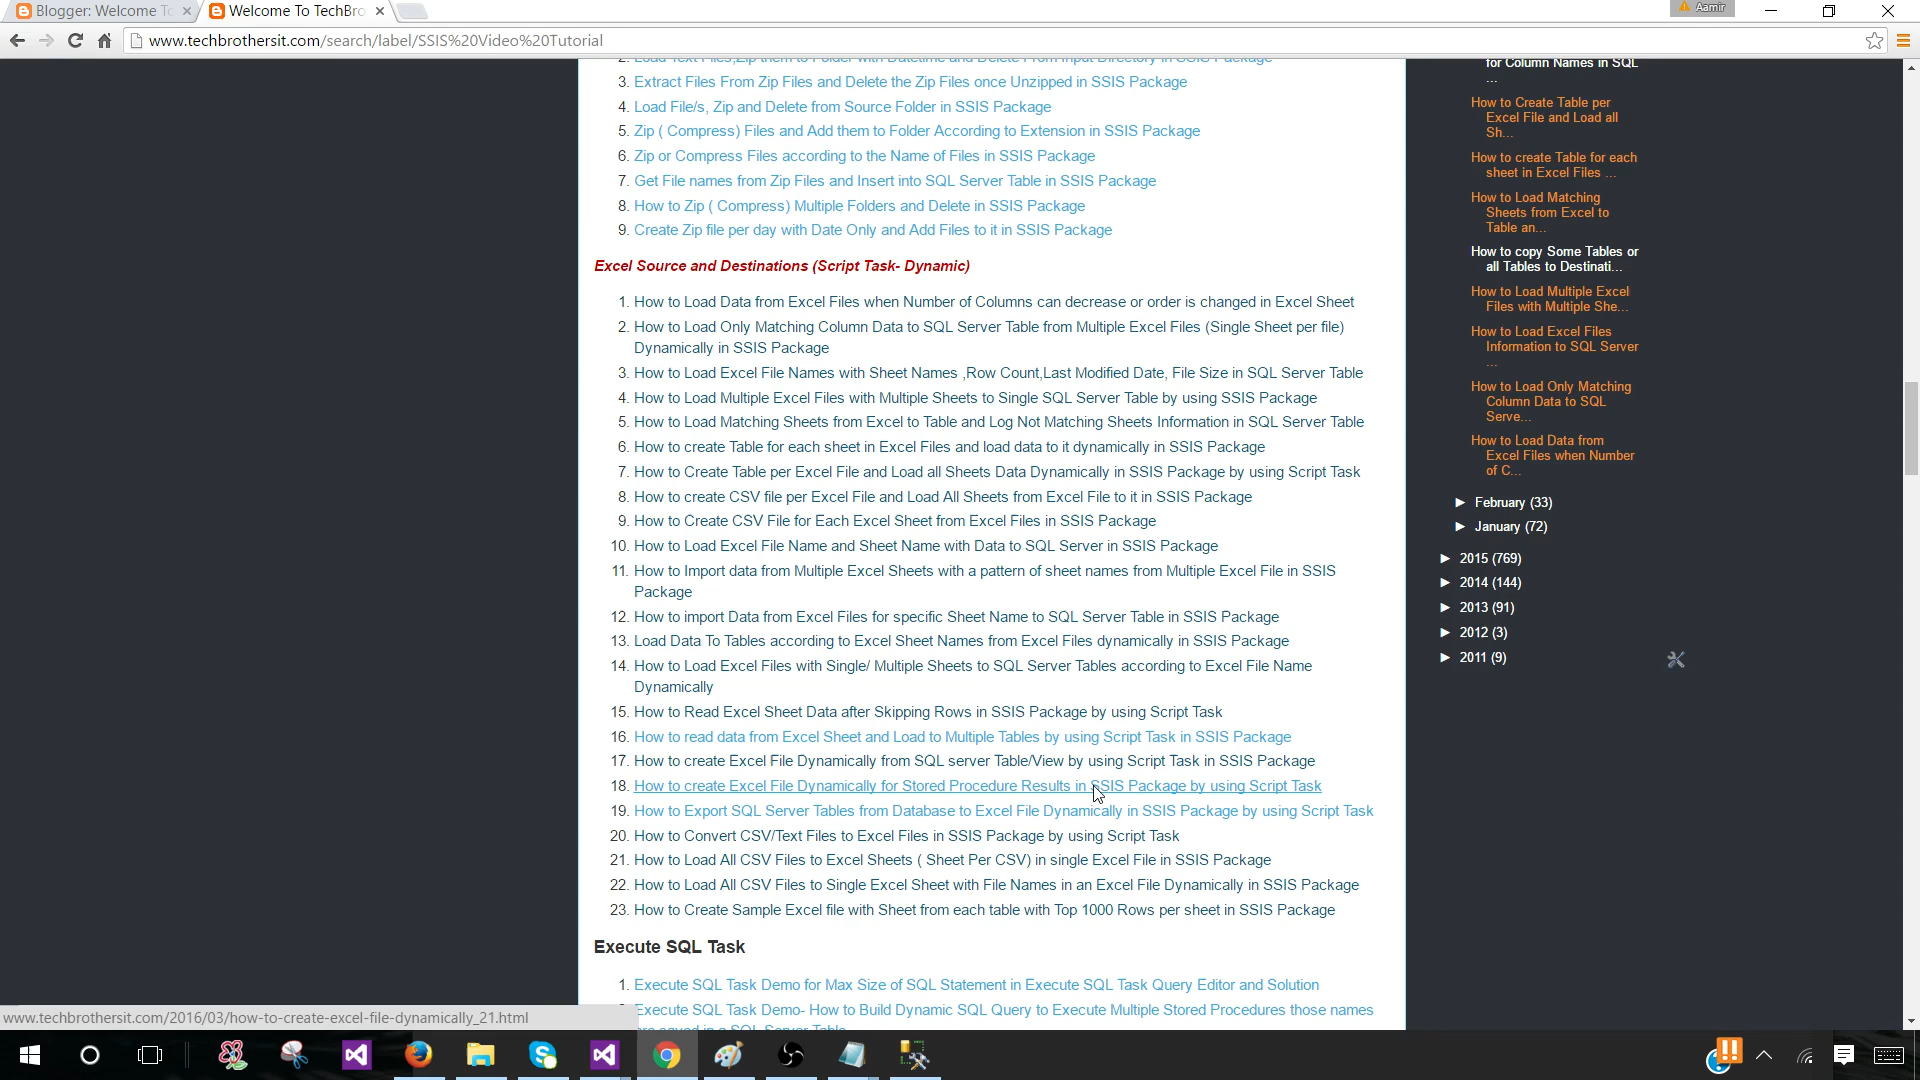 Blogger: Welcome To
Welcome To TechBro
Aamir
www.techbrothersit.com/search/label/SSIS%20Video%20Tutorial
2. Load Text Files,Zip them to Folder with Datetime and Delete From Input Directory in SSIS Package
3. Extract Files From Zip Files and Delete the Zip Files once Unzipped in SSIS Package
4. Load File/s, Zip and Delete from Source Folder in SSIS Package
5. Zip ( Compress) Files and Add them to Folder According to Extension in SSIS Package
6. Zip or Compress Files according to the Name of Files in SSIS Package
7. Get File names from Zip Files and Insert into SQL Server Table in SSIS Package
8. How to Zip ( Compress) Multiple Folders and Delete in SSIS Package
9. Create Zip file per day with Date Only and Add Files to it in SSIS Package
Excel Source and Destinations (Script Task- Dynamic)
1. How to Load Data from Excel Files when Number of Columns can decrease or order is changed in Excel Sheet
2. How to Load Only Matching Column Data to SQL Server Table from Multiple Excel Files (Single Sheet per file)
Dynamically in SSIS Package
3. How to Load Excel File Names with Sheet Names ,Row Count,Last Modified Date, File Size in SQL Server Table
4. How to Load Multiple Excel Files with Multiple Sheets to Single SQL Server Table by using SSIS Package
5. How to Load Matching Sheets from Excel to Table and Log Not Matching Sheets Information in SQL Server Table
6. How to create Table for each sheet in Excel Files and load data to it dynamically in SSIS Package
7. How to Create Table per Excel File and Load all Sheets Data Dynamically in SSIS Package by using Script Task
8. How to create CSV file per Excel File and Load All Sheets from Excel File to it in SSIS Package
9. How to Create CSV File for Each Excel Sheet from Excel Files in SSIS Package
10. How to Load Excel File Name and Sheet Name with Data to SQL Server in SSIS Package
11. How to Import data from Multiple Excel Sheets with a pattern of sheet names from Multiple Excel File in SSIS
Package
12. How to import Data from Excel Files for specific Sheet Name to SQL Server Table in SSIS Package
13. Load Data To Tables according to Excel Sheet Names from Excel Files dynamically in SSIS Package
14. How to Load Excel Files with Single/ Multiple Sheets to SQL Server Tables according to Excel File Name
Dynamically
15. How to Read Excel Sheet Data after Skipping Rows in SSIS Package by using Script Task
16. How to read data from Excel Sheet and Load to Multiple Tables by using Script Task in SSIS Package
17. How to create Excel File Dynamically from SQL server Table/View by using Script Task in SSIS Package
18. How to create Excel File Dynamically for Stored Procedure Results in SSIS Package by using Script Task
19. How to Export SQL Server Tables from Database to Excel File Dynamically in SSIS Package by using Script Task
20. How to Convert CSV/Text Files to Excel Files in SSIS Package by using Script Task
21. How to Load All CSV Files to Excel Sheets ( Sheet Per CSV) in single Excel File in SSIS Package
22. How to Load All CSV Files to Single Excel Sheet with File Names in an Excel File Dynamically in SSIS Package
23. How to Create Sample Excel file with Sheet from each table with Top 1000 Rows per sheet in SSIS Package
Execute SQL Task
1. Execute SQL Task Demo for Max Size of SQL Statement in Execute SQL Task Query Editor and Solution
Execute SQL Task Demo- How to Build Dynamic SQL Query to Execute Multiple Stored Procedures those names
are saved in a SQL Server Table
for Column Names in SQL
...
How to Create Table per
Excel File and Load all
Sh...
How to create Table for each
sheet in Excel Files ...
How to Load Matching
Sheets from Excel to
Table an...
How to copy Some Tables or
all Tables to Destinati...
How to Load Multiple Excel
Files with Multiple She...
How to Load Excel Files
Information to SQL Server
...
How to Load Only Matching
Column Data to SQL
Serve...
How to Load Data from
Excel Files when Number
of C...
► February (33)
► January (72)
► 2015 (769)
► 2014 (144)
► 2013 (91)
► 2012 (3)
► 2011 (9)
www.techbrothersit.com/2016/03/how-to-create-excel-file-dynamically_21.html